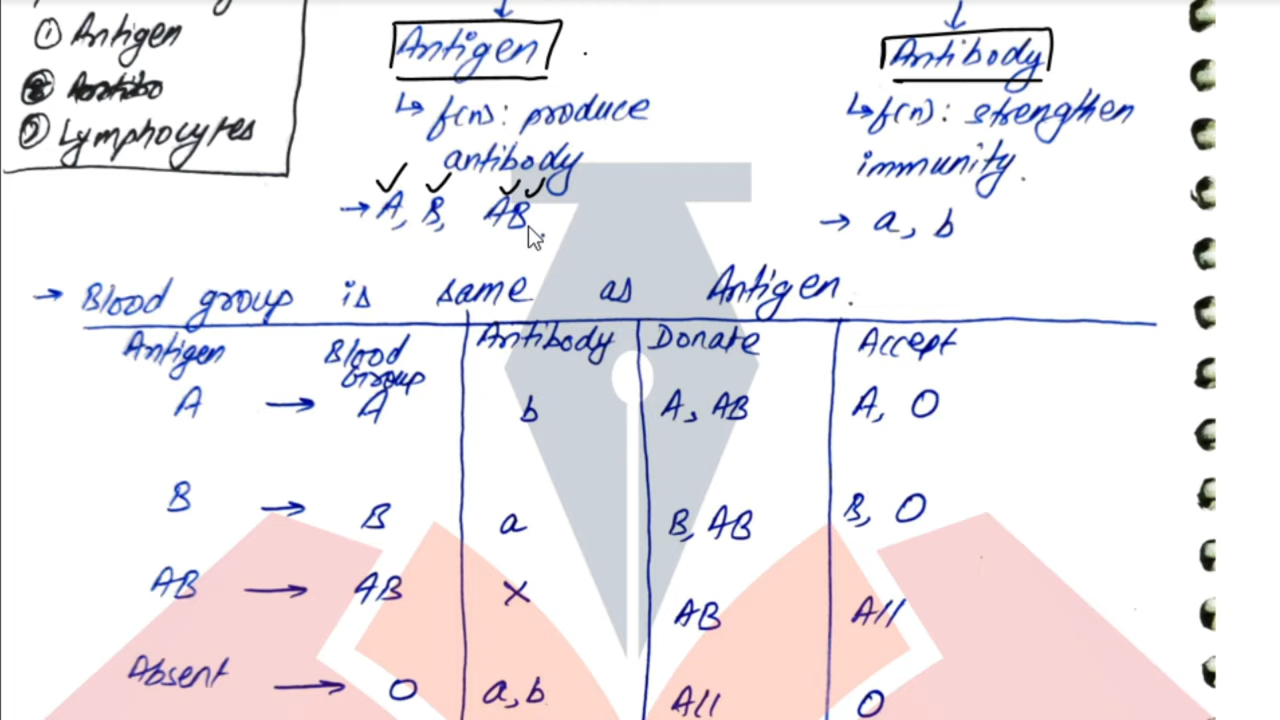 ① Antigen
② Lymphocytes
Antigen
↳ f(n): produce
antibody
→ A, B, AB
Antibody
↳ f(n): strengthen
immunity.
→ a, b
→ Blood group is same as Antigen.
Antigen Blood Group Antibody Donate Accept
A → A b A, AB A, O
B → B a B, AB B, O
AB → AB X AB All
Absent → O a, b All O